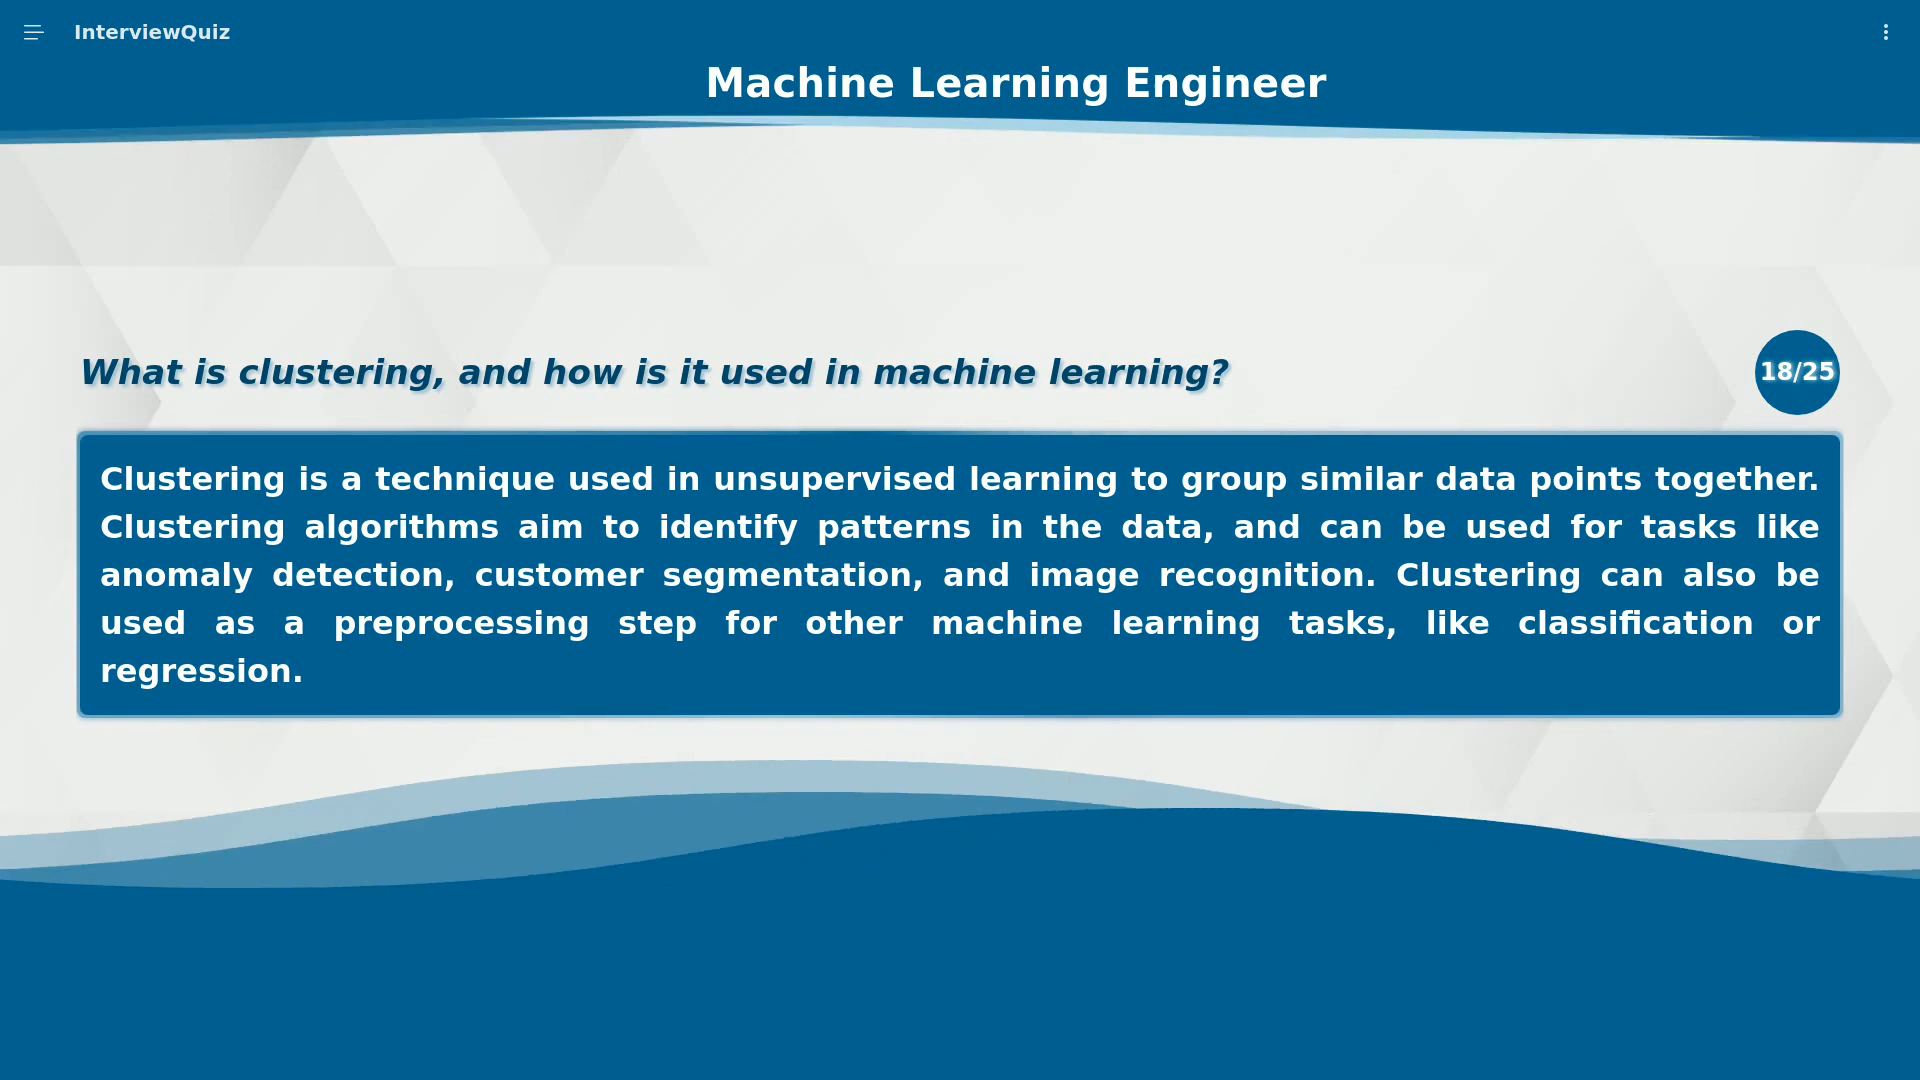 InterviewQuiz
Machine Learning Engineer
What is clustering, and how is it used in machine learning?
18/25
Clustering is a technique used in unsupervised learning to group similar data points together.
Clustering algorithms aim to identify patterns in the data, and can be used for tasks like
anomaly detection, customer segmentation, and image recognition. Clustering can also be
used as a preprocessing step for other machine learning tasks, like classification or
regression.